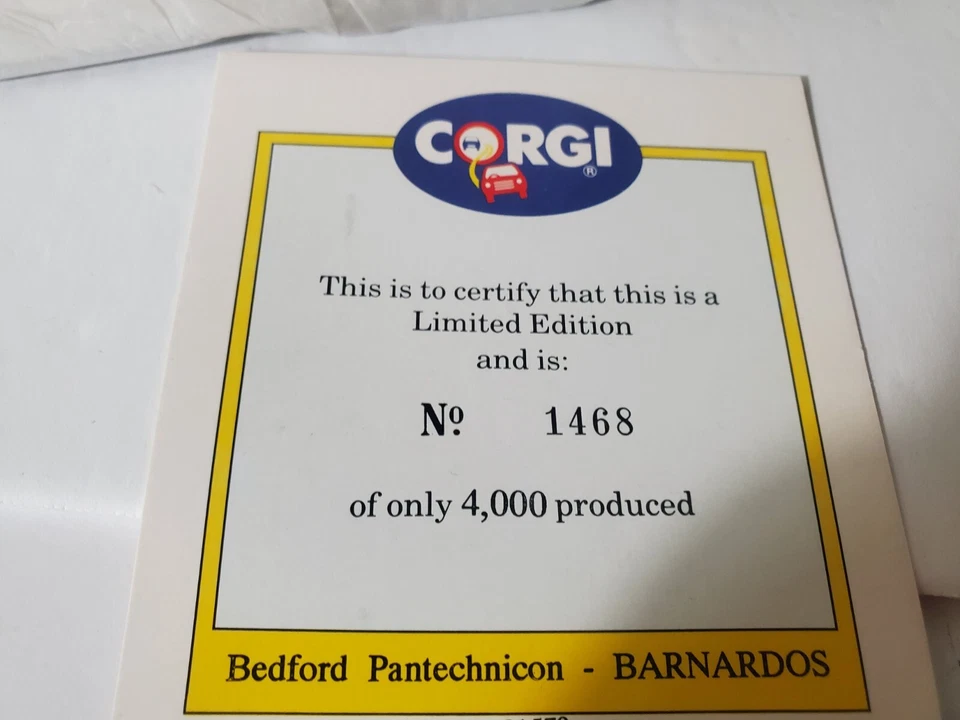 CORGI
®
This is to certify that this is a
Limited Edition
and is:
Nº 1468
of only 4,000 produced
Bedford Pantechnicon - BARNARDOS